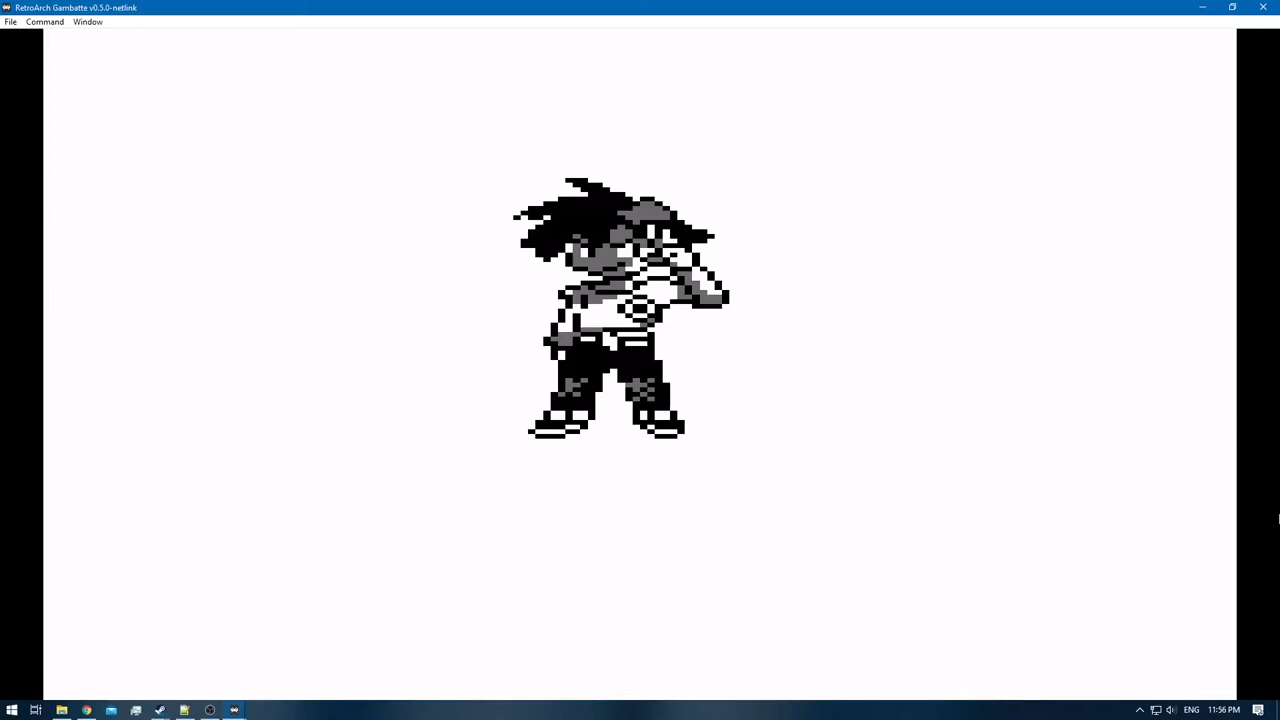 RetroArch Gambatte v0.5.0-netlink
File Command Window
ENG 11:56 PM